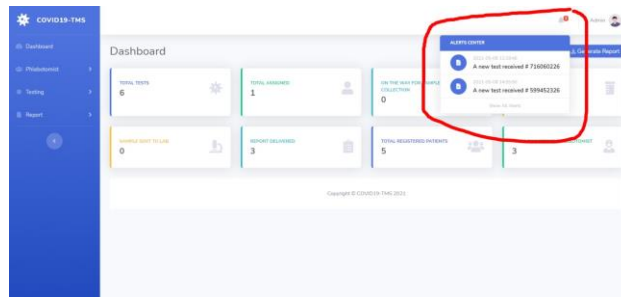 COVID19-TMS
Admin
Dashboard
Phlebotomist
Testing
Report
Dashboard
Generate Report
ALERTS CENTER
A new test received # 716060226
A new test received # 599452326
Show All Alerts
TOTAL TESTS
6
TOTAL ASSIGNED
1
ON THE WAY FOR SAMPLE
COLLECTION
0
SAMPLE SENT TO LAB
0
REPORT DELIVERED
3
TOTAL REGISTERED PATIENTS
5
3
Copyright © COVID19-TMS 2021